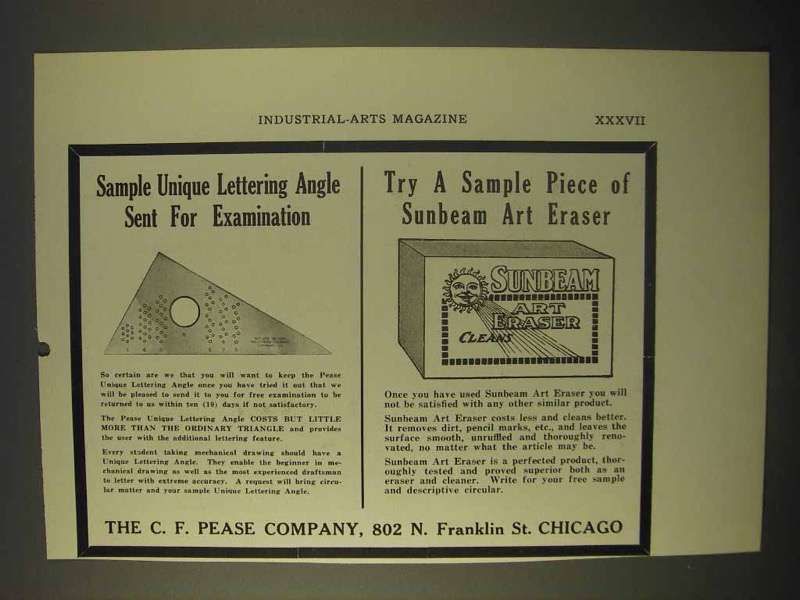 INDUSTRIAL-ARTS MAGAZINE XXXVII
Sample Unique Lettering Angle
Sent For Examination
So certain are we that you will want to keep the Pease
Unique Lettering Angle once you have tried it out that we
will be pleased to send it to you for free examination to be
returned to us within ten (19) days if not satisfactory.
The Pease Unique Lettering Angle COSTS BUT LITTLE
MORE THAN THE ORDINARY TRIANGLE and provides
the user with the additional lettering feature.
Every student taking mechanical drawing should have a
Unique Lettering Angle. They enable the beginner in me-
chanical drawing as well as the most experienced draftsman
to letter with extreme accuracy. A request will bring circu-
lar matter and your sample Unique Lettering Angle.
Try A Sample Piece of
Sunbeam Art Eraser
SUNBEAM
ART
ERASER
CLEANS
Once you have used Sunbeam Art Eraser you will
not be satisfied with any other similar product.
Sunbeam Art Eraser costs less and cleans better.
It removes dirt, pencil marks, etc., and leaves the
surface smooth, unruffled and thoroughly reno-
vated, no matter what the article may be.
Sunbeam Art Eraser is a perfected product, thor-
oughly tested and proved superior both as an
eraser and cleaner. Write for your free sample
and descriptive circular.
THE C. F. PEASE COMPANY, 802 N. Franklin St. CHICAGO